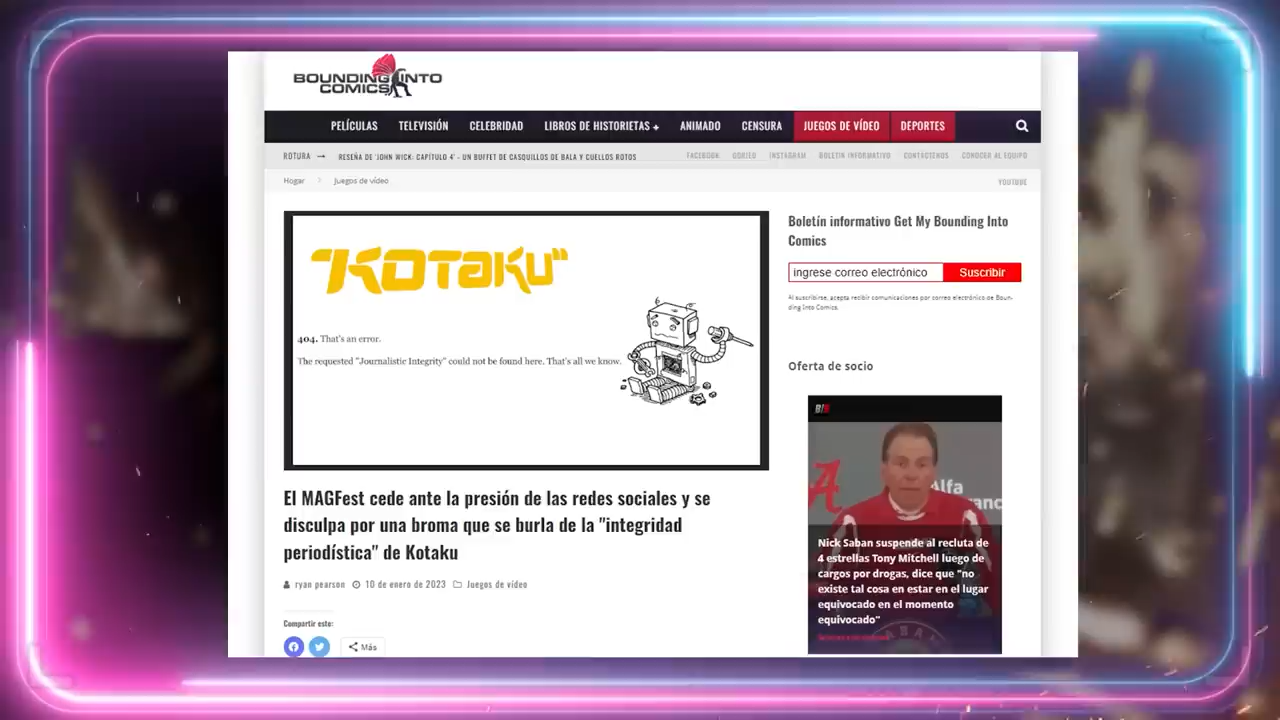 BOUNDING INTO
COMICS
PELÍCULAS TELEVISIÓN CELEBRIDAD LIBROS DE HISTORIETAS + ANIMADO CENSURA JUEGOS DE VÍDEO DEPORTES
ROTURA → RESEÑA DE 'JOHN WICK: CAPÍTULO 4' - UN BUFFET DE CASQUILLOS DE BALA Y CUELLOS ROTOS FACEBOOK GORJEO INSTAGRAM BOLETÍN INFORMATIVO CONTÁCTENOS CONOCER AL EQUIPO
Hogar > Juegos de vídeo YOUTUBE
"KOTAKU"
404. That's an error.
The requested "Journalistic Integrity" could not be found here. That's all we know.
El MAGFest cede ante la presión de las redes sociales y se
disculpa por una broma que se burla de la "integridad
periodística" de Kotaku
ryan pearson 10 de enero de 2023 Juegos de vídeo
Compartir esto:
Más
Boletín informativo Get My Bounding Into
Comics
ingrese correo electrónico Suscribir
Al suscribirse, acepta recibir comunicaciones por correo electrónico de Boun-
ding Into Comics.
Oferta de socio
B/R
Alfa
Nick Saban suspende al recluta de
4 estrellas Tony Mitchell luego de
cargos por drogas, dice que "no
existe tal cosa en estar en el lugar
equivocado en el momento
equivocado"